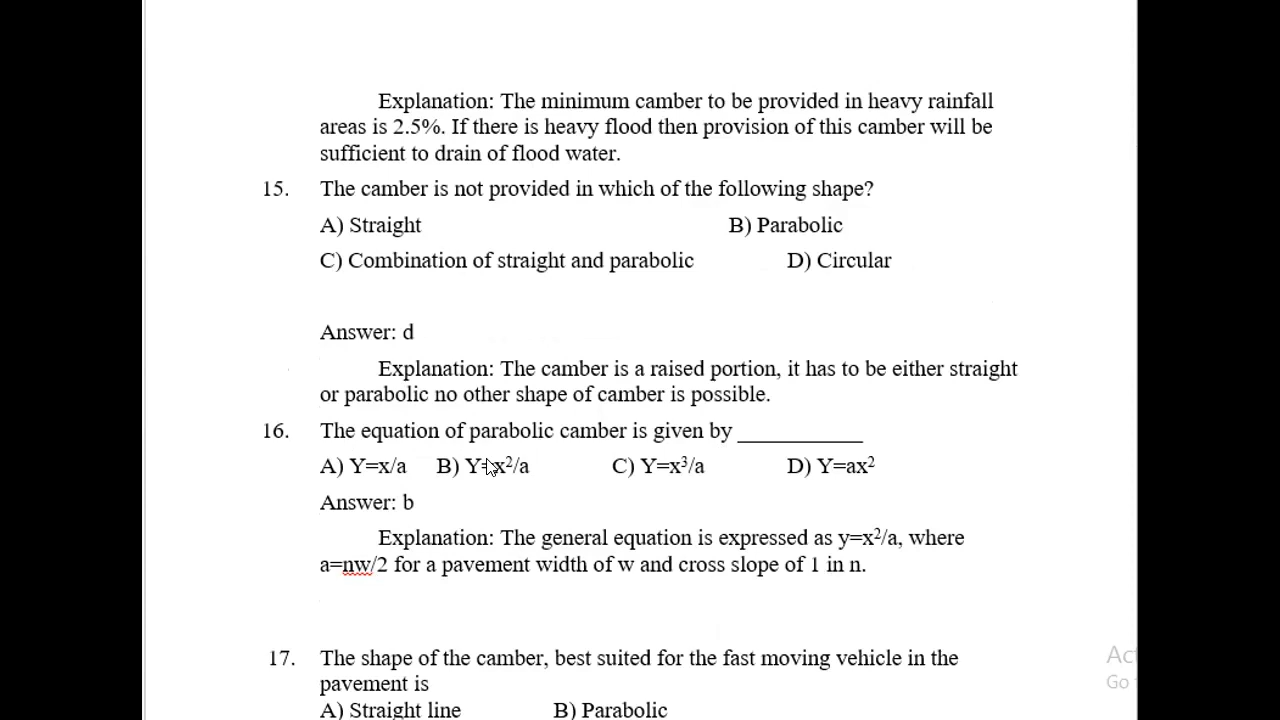 Explanation: The minimum camber to be provided in heavy rainfall
areas is 2.5%. If there is heavy flood then provision of this camber will be
sufficient to drain of flood water.
15. The camber is not provided in which of the following shape?
A) Straight B) Parabolic
C) Combination of straight and parabolic D) Circular
Answer: d
Explanation: The camber is a raised portion, it has to be either straight
or parabolic no other shape of camber is possible.
16. The equation of parabolic camber is given by ___________
A) Y=x/a B) Y=x²/a C) Y=x³/a D) Y=ax²
Answer: b
Explanation: The general equation is expressed as y=x²/a, where
a=nw/2 for a pavement width of w and cross slope of 1 in n.
17. The shape of the camber, best suited for the fast moving vehicle in the
pavement is
A) Straight line B) Parabolic
Go